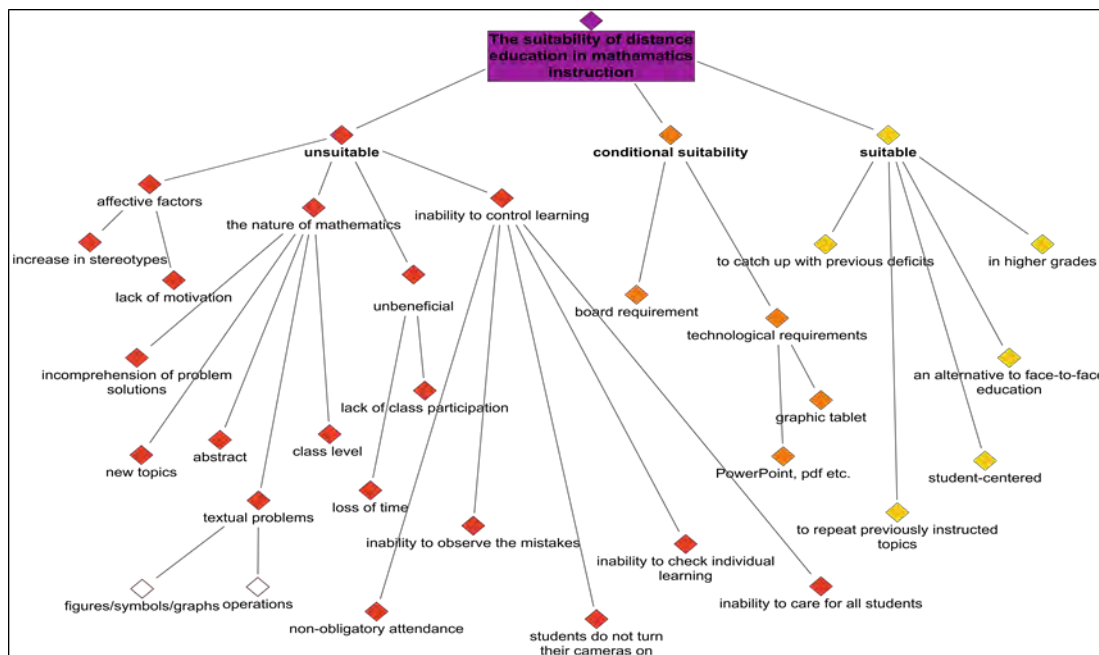 The suitability of distance
education in mathematics
instruction
unsuitable
conditional suitability
suitable
affective factors
the nature of mathematics
inability to control learning
increase in stereotypes
lack of motivation
unbeneficial
to catch up with previous deficits
in higher grades
board requirement
technological requirements
incomprehension of problem
solutions
an alternative to face-to-face
education
lack of class participation
graphic tablet
new topics
abstract
class level
PowerPoint, pdf etc.
student-centered
textual problems
loss of time
inability to observe the mistakes
to repeat previously instructed
topics
inability to check individual
learning
figures/symbols/graphs
operations
non-obligatory attendance
students do not turn
their cameras on
inability to care for all students